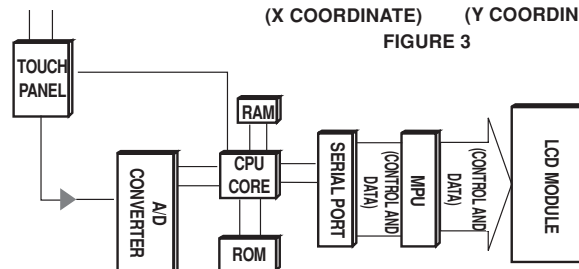 (X COORDINATE) (Y COORDIN
FIGURE 3
TOUCH
PANEL
RAM
CPU
CORE
A/D
CONVERTER
ROM
SERIAL PORT
(CONTROL AND
DATA)
MPU
(CONTROL AND
DATA)
LCD MODULE